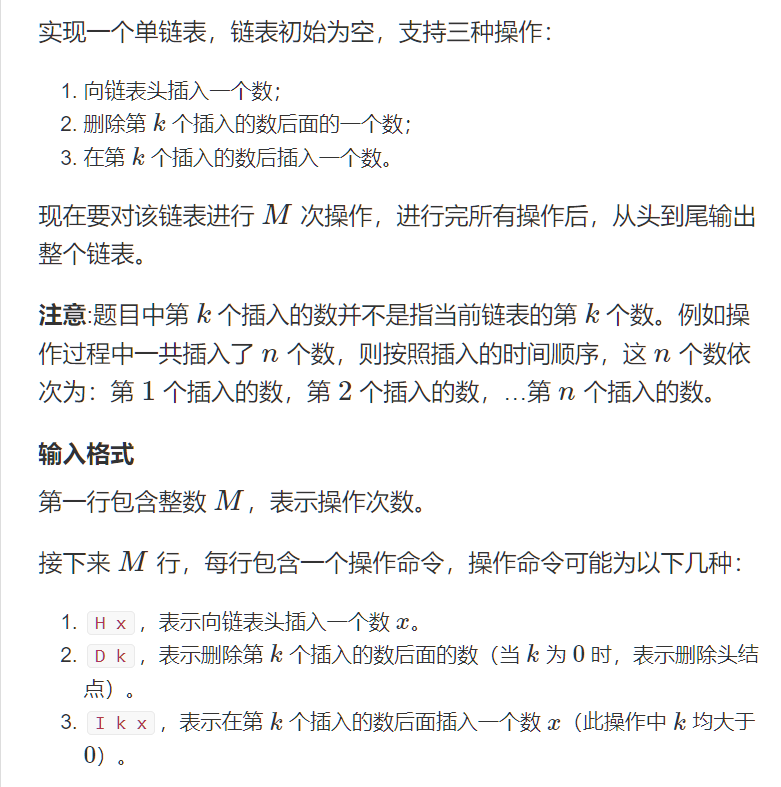 实现一个单链表，链表初始为空，支持三种操作：
1. 向链表头插入一个数；
2. 删除第 k 个插入的数后面的一个数；
3. 在第 k 个插入的数后插入一个数。
现在要对该链表进行 M 次操作，进行完所有操作后，从头到尾输出
整个链表。
注意:题目中第 k 个插入的数并不是指当前链表的第 k 个数。例如操
作过程中一共插入了 n 个数，则按照插入的时间顺序，这 n 个数依
次为：第 1 个插入的数，第 2 个插入的数，…第 n 个插入的数。
输入格式
第一行包含整数 M，表示操作次数。
接下来 M 行，每行包含一个操作命令，操作命令可能为以下几种：
1. H x，表示向链表头插入一个数 x。
2. D k，表示删除第 k 个插入的数后面的数（当 k 为 0 时，表示删除头结
点）。
3. I k x，表示在第 k 个插入的数后面插入一个数 x（此操作中 k 均大于
0）。